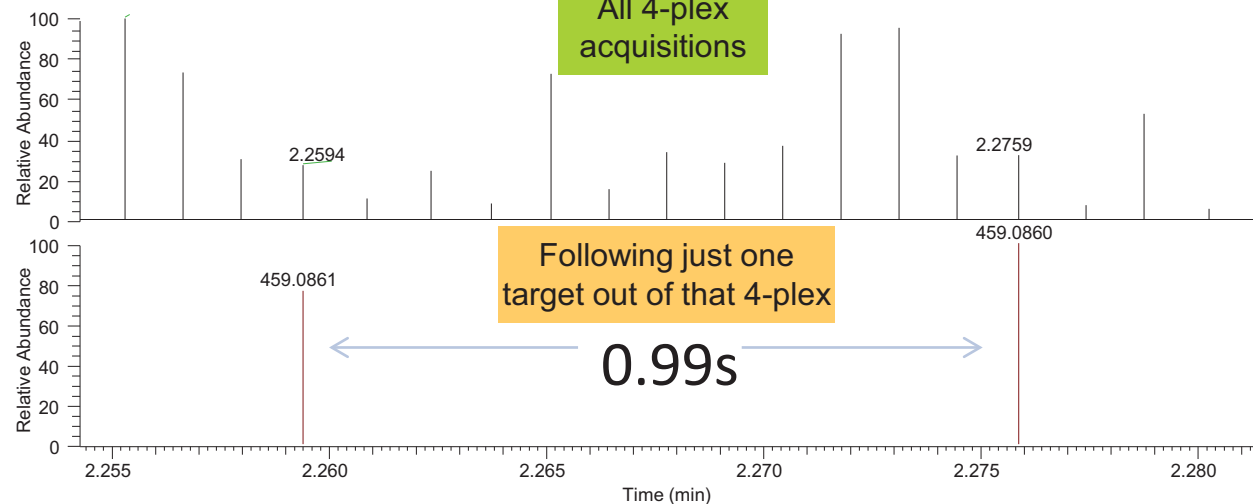 All 4-plex
acquisitions
Relative Abundance
100
80
60
40
20
0
2.2594
2.2759
Following just one
target out of that 4-plex
Relative Abundance
100
80
60
40
20
0
459.0861
459.0860
0.99s
2.255 2.260 2.265 2.270 2.275 2.280
Time (min)